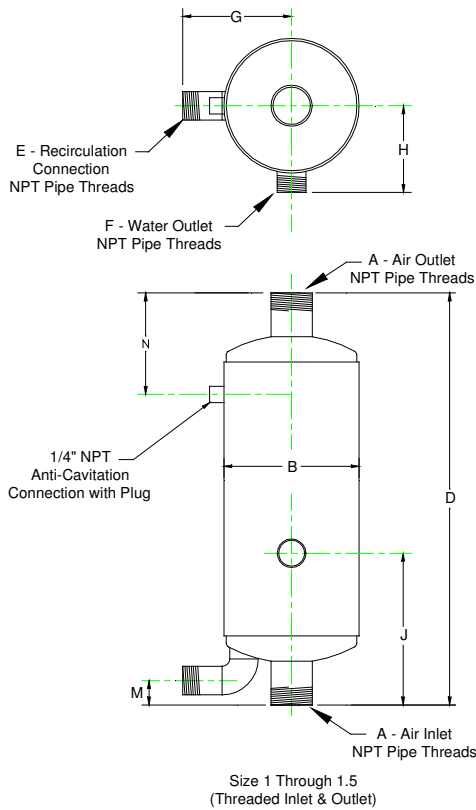 G
E - Recirculation
Connection
NPT Pipe Threads
H
F - Water Outlet
NPT Pipe Threads
A - Air Outlet
NPT Pipe Threads
N
1/4" NPT
Anti-Cavitation
Connection with Plug
B
D
J
M
A - Air Inlet
NPT Pipe Threads
Size 1 Through 1.5
(Threaded Inlet & Outlet)